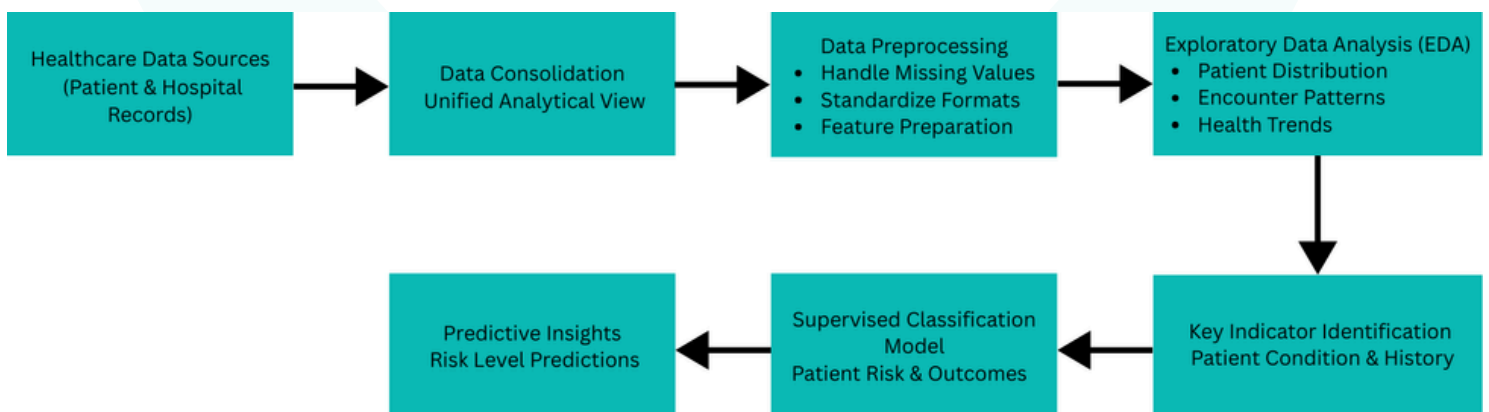 Healthcare Data Sources
(Patient & Hospital
Records)
Data Consolidation
Unified Analytical View
Data Preprocessing
• Handle Missing Values
• Standardize Formats
• Feature Preparation
Exploratory Data Analysis (EDA)
• Patient Distribution
• Encounter Patterns
• Health Trends
Key Indicator Identification
Patient Condition & History
Supervised Classification
Model
Patient Risk & Outcomes
Predictive Insights
Risk Level Predictions